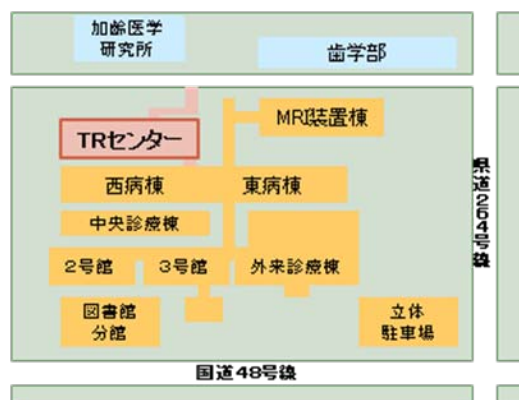 加齢医学
研究所
歯学部
MRI装置棟
TRセンター
西病棟
東病棟
県道264号線
中央診療棟
2号館
3号館
外来診療棟
図書館
分館
立体
駐車場
国道48号線